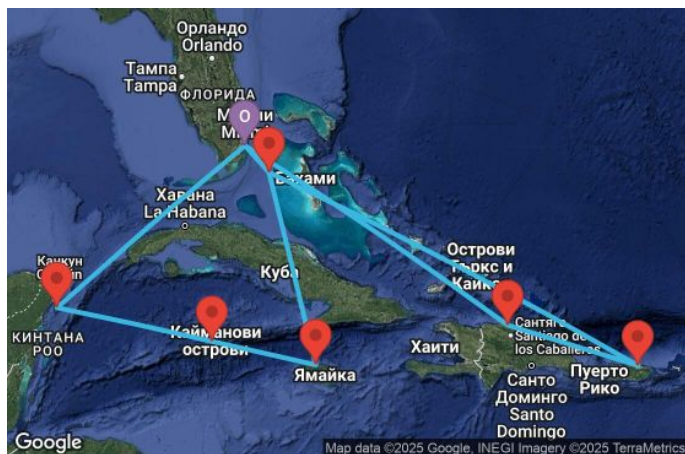 Орландо
Orlando
Тампа
Tampa
ФЛОРИДА
O
Бахами
Хавана
La Habana
Куба
Острови
Търкс и
Канкун
КИНТАНА
РОО
Кайманови
острови
Ямайка
Хаити
Santiago de
los Caballeros
Санто
Доминго
Santo
Domingo
Пуерто
Рико
Google
Map data ©2025 Google, INEGI Imagery ©2025 TerraMetrics